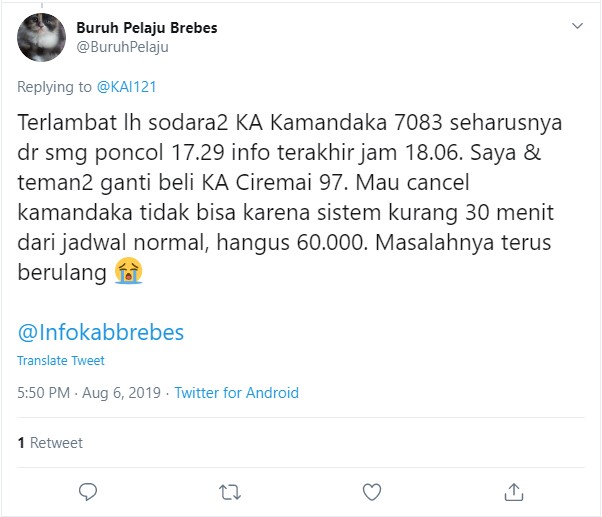 Buruh Pelaju Brebes
@BuruhPelaju
Replying to @KAI121
Terlambat lh sodara2 KA Kamandaka 7083 seharusnya
dr smg poncol 17.29 info terakhir jam 18.06. Saya &
teman2 ganti beli KA Ciremai 97. Mau cancel
kamandaka tidak bisa karena sistem kurang 30 menit
dari jadwal normal, hangus 60.000. Masalahnya terus
berulang 😭
@Infokabbrebes
Translate Tweet
5:50 PM · Aug 6, 2019 · Twitter for Android
1 Retweet